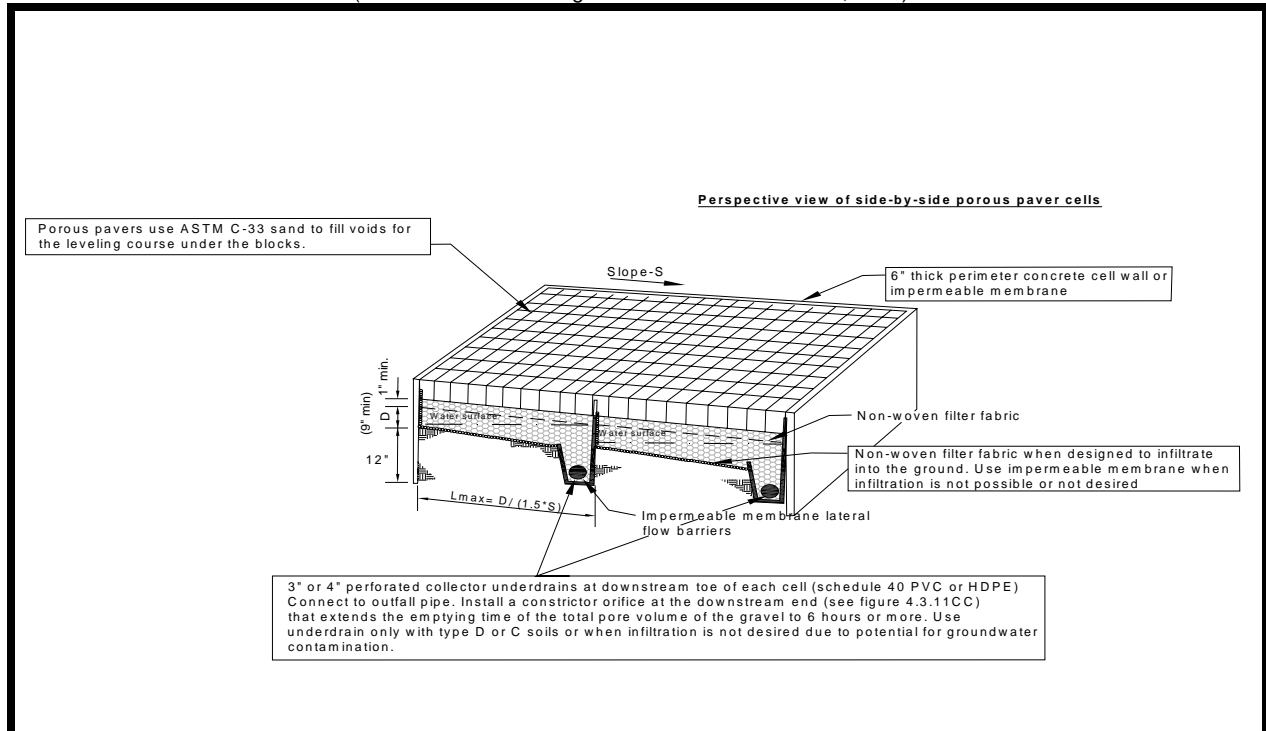 Perspective view of side-by-side porous paver cells
Porous pavers use ASTM C-33 sand to fill voids for
the leveling course under the blocks.
Slope-S
6" thick perimeter concrete cell wall or
impermeable membrane
1" min.
D
(9" min)
12"
Water surface
Water surface
Non-woven filter fabric
Non-woven filter fabric when designed to infiltrate
into the ground. Use impermeable membrane when
infiltration is not possible or not desired
Lmax= D/(1.5*S)
Impermeable membrane lateral
flow barriers
3" or 4" perforated collector underdrains at downstream toe of each cell (schedule 40 PVC or HDPE)
Connect to outfall pipe. Install a constrictor orifice at the downstream end (see figure 4.3.11CC)
that extends the emptying time of the total pore volume of the gravel to 6 hours or more. Use
underdrain only with type D or C soils or when infiltration is not desired due to potential for groundwater
contamination.